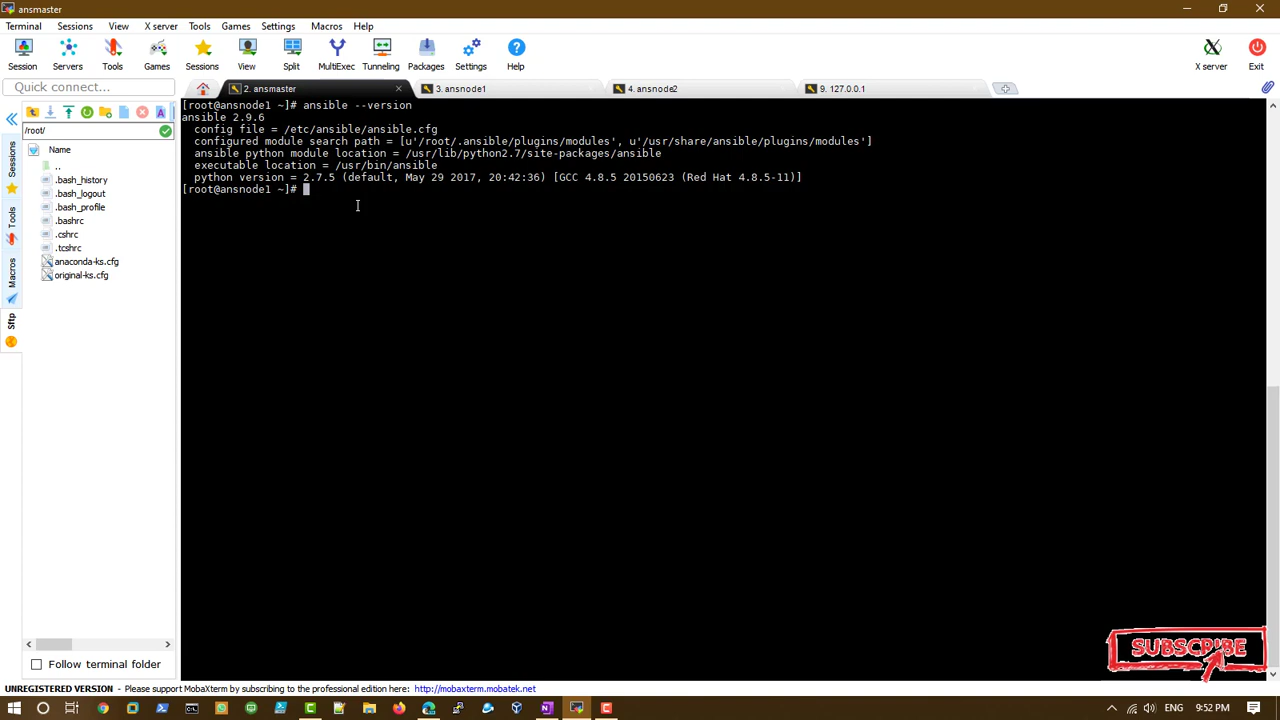 ansmaster
Terminal Sessions View X server Tools Games Settings Macros Help
Session Servers Tools Games Sessions View Split MultiExec Tunneling Packages Settings Help X server Exit
Quick connect...
2. ansmaster
3. ansnode1
4. ansnode2
9. 127.0.0.1
/root/
Name
..
.bash_history
.bash_logout
.bash_profile
.bashrc
.cshrc
.tcshrc
anaconda-ks.cfg
original-ks.cfg
Sessions
Tools
Macros
Sftp
[root@ansnode1 ~]# ansible --version
ansible 2.9.6
config file = /etc/ansible/ansible.cfg
configured module search path = [u'/root/.ansible/plugins/modules', u'/usr/share/ansible/plugins/modules']
ansible python module location = /usr/lib/python2.7/site-packages/ansible
executable location = /usr/bin/ansible
python version = 2.7.5 (default, May 29 2017, 20:42:36) [GCC 4.8.5 20150623 (Red Hat 4.8.5-11)]
[root@ansnode1 ~]#
SUBSCRIBE
Follow terminal folder
UNREGISTERED VERSION - Please support MobaXterm by subscribing to the professional edition here: http://mobaxterm.mobatek.net
ENG 9:52 PM